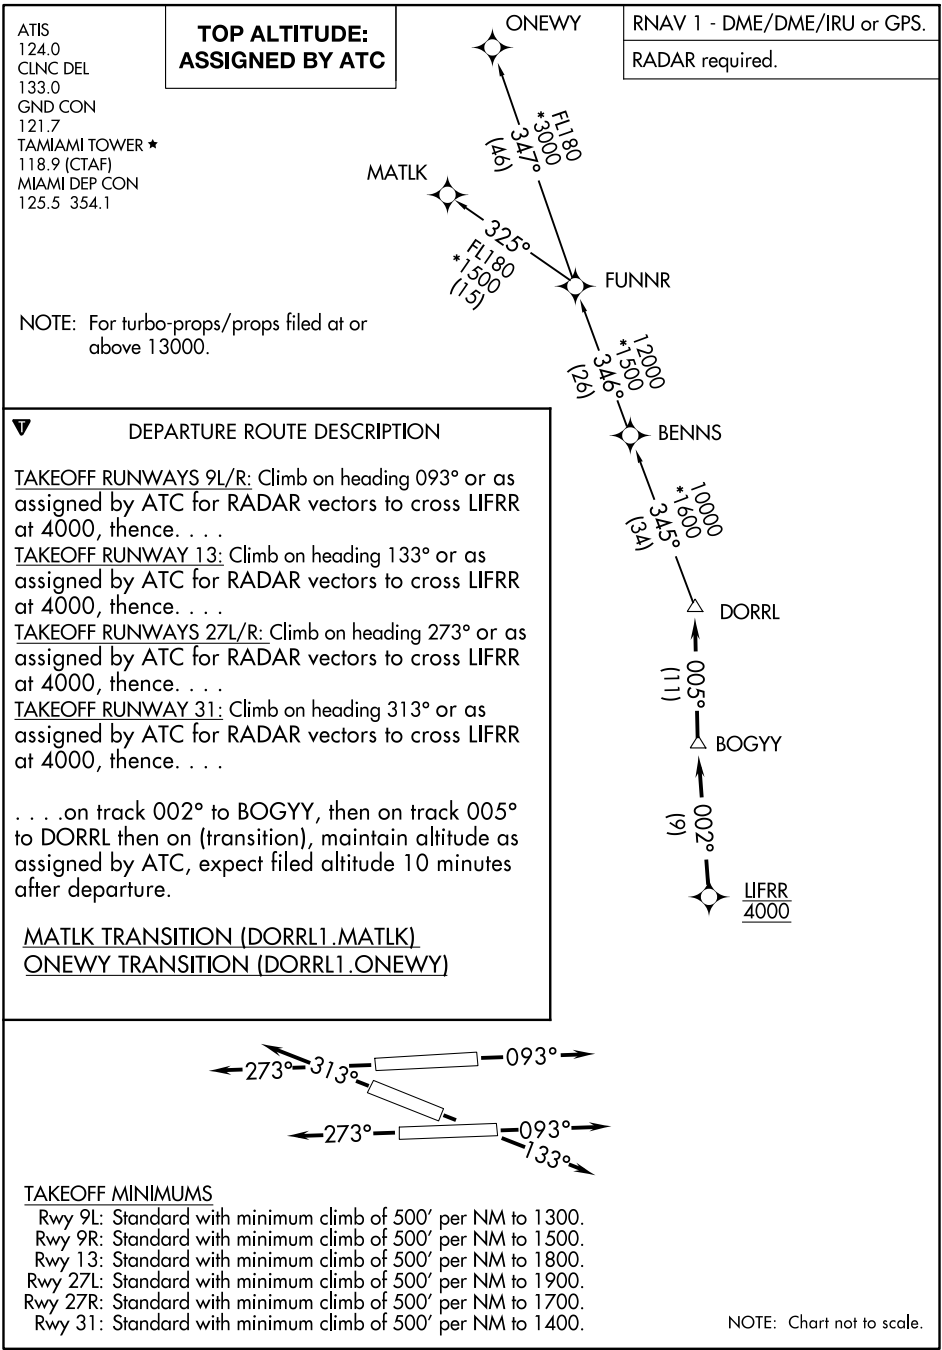 ATIS
124.0
CLNC DEL
133.0
GND CON
121.7
TAMIAMI TOWER ★
118.9 (CTAF)
MIAMI DEP CON
125.5 354.1
TOP ALTITUDE:
ASSIGNED BY ATC
RNAV 1 - DME/DME/IRU or GPS.
RADAR required.
ONEWY
FL180
*3000
347°
(46)
MATLK
325°
FL180
*1500
(15)
FUNNR
NOTE: For turbo-props/props filed at or
above 13000.
12000
*1500
346°
(26)
BENNS
10000
*1600
345°
(34)
DORRL
005°
(11)
BOGYY
002°
(9)
LIFRR
4000
T
DEPARTURE ROUTE DESCRIPTION
TAKEOFF RUNWAYS 9L/R: Climb on heading 093° or as
assigned by ATC for RADAR vectors to cross LIFRR
at 4000, thence. . . .
TAKEOFF RUNWAY 13: Climb on heading 133° or as
assigned by ATC for RADAR vectors to cross LIFRR
at 4000, thence. . . .
TAKEOFF RUNWAYS 27L/R: Climb on heading 273° or as
assigned by ATC for RADAR vectors to cross LIFRR
at 4000, thence. . . .
TAKEOFF RUNWAY 31: Climb on heading 313° or as
assigned by ATC for RADAR vectors to cross LIFRR
at 4000, thence. . . .
. . . .on track 002° to BOGYY, then on track 005°
to DORRL then on (transition), maintain altitude as
assigned by ATC, expect filed altitude 10 minutes
after departure.
MATLK TRANSITION (DORRL1.MATLK)
ONEWY TRANSITION (DORRL1.ONEWY)
273°
313°
093°
273°
093°
133°
TAKEOFF MINIMUMS
Rwy 9L: Standard with minimum climb of 500' per NM to 1300.
Rwy 9R: Standard with minimum climb of 500' per NM to 1500.
Rwy 13: Standard with minimum climb of 500' per NM to 1800.
Rwy 27L: Standard with minimum climb of 500' per NM to 1900.
Rwy 27R: Standard with minimum climb of 500' per NM to 1700.
Rwy 31: Standard with minimum climb of 500' per NM to 1400.
NOTE: Chart not to scale.